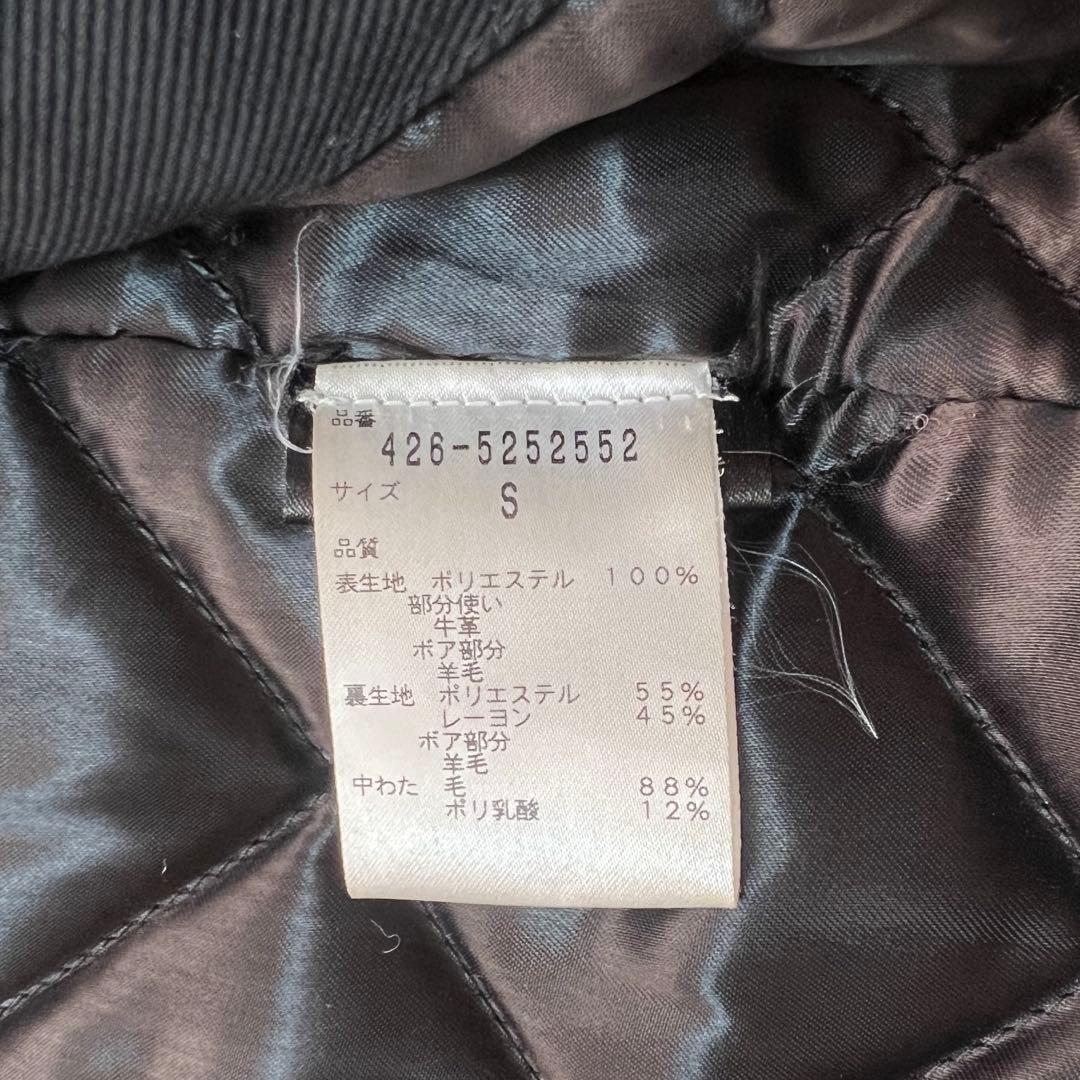 品番
426-5252552
サイズ S
品質
表生地 ポリエステル 100%
部分使い
牛革
ボア部分
羊毛
裏生地 ポリエステル 55%
レーヨン 45%
ボア部分
羊毛
中わた 毛 88%
ポリ乳酸 12%